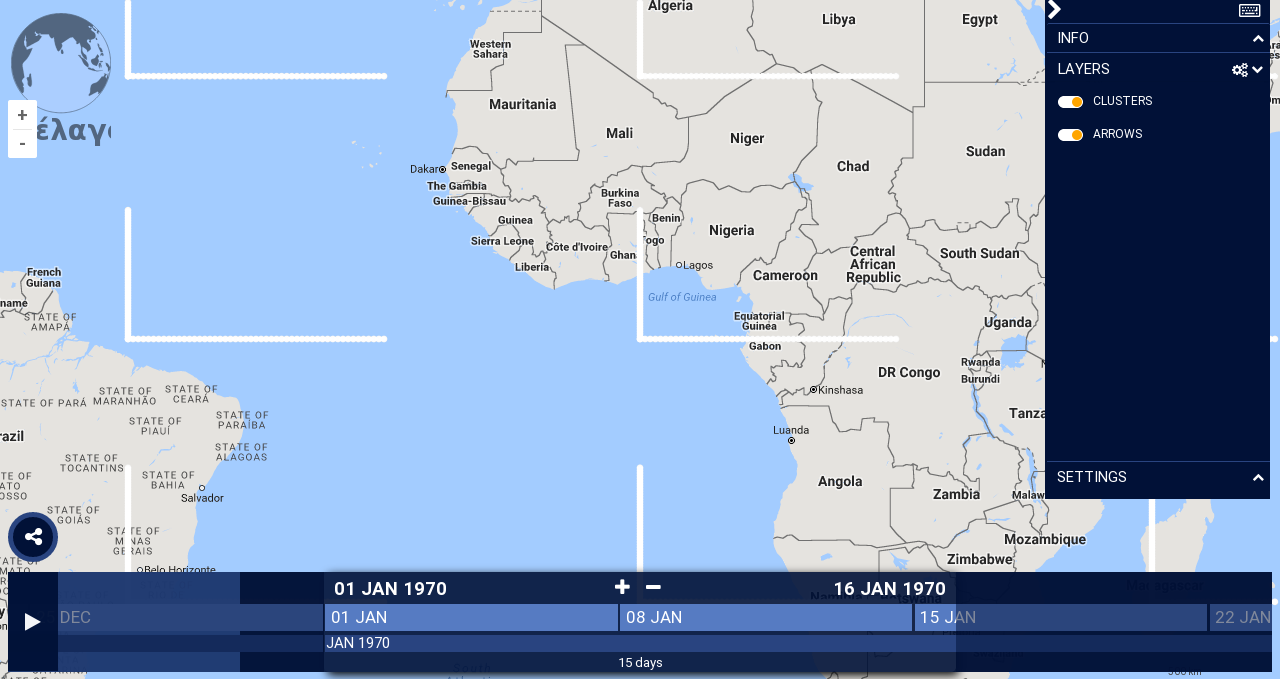 Algeria
Libya
Egypt
INFO
Western
Sahara
LAYERS
CLUSTERS
ARROWS
Mauritania
Mali
Niger
Chad
Sudan
+
-
έλαγ
Dakar
Senegal
The Gambia
Guinea-Bissau
Burkina
Faso
Guinea
Benin
Sierra Leone
Côte d'Ivoire
Ghana
Togo
Nigeria
Liberia
Lagos
Cameroon
Central
African
Republic
South Sudan
French
Guiana
name
Gulf of Guinea
STATE OF
AMAPÁ
Equatorial
Guinea
Gabon
Uganda
Rwanda
Burundi
DR Congo
Kinshasa
STATE OF PARÁ
STATE OF
MARANHÃO
STATE OF
CEARÁ
STATE OF
PIAUÍ
STATE OF
PARAÍBA
STATE OF
ALAGOAS
STATE OF
TOCANTINS
STATE OF
BAHIA
Salvador
STATE OF
GOIÁS
STATE OF
MINAS
GERAIS
Belo Horizonte
razil
Luanda
Tanza
Angola
Zambia
Malaw
Mozambique
Zimbabwe
SETTINGS
01 JAN 1970
16 JAN 1970
DEC
01 JAN
08 JAN
15 JAN
22 JAN
JAN 1970
15 days
500 km